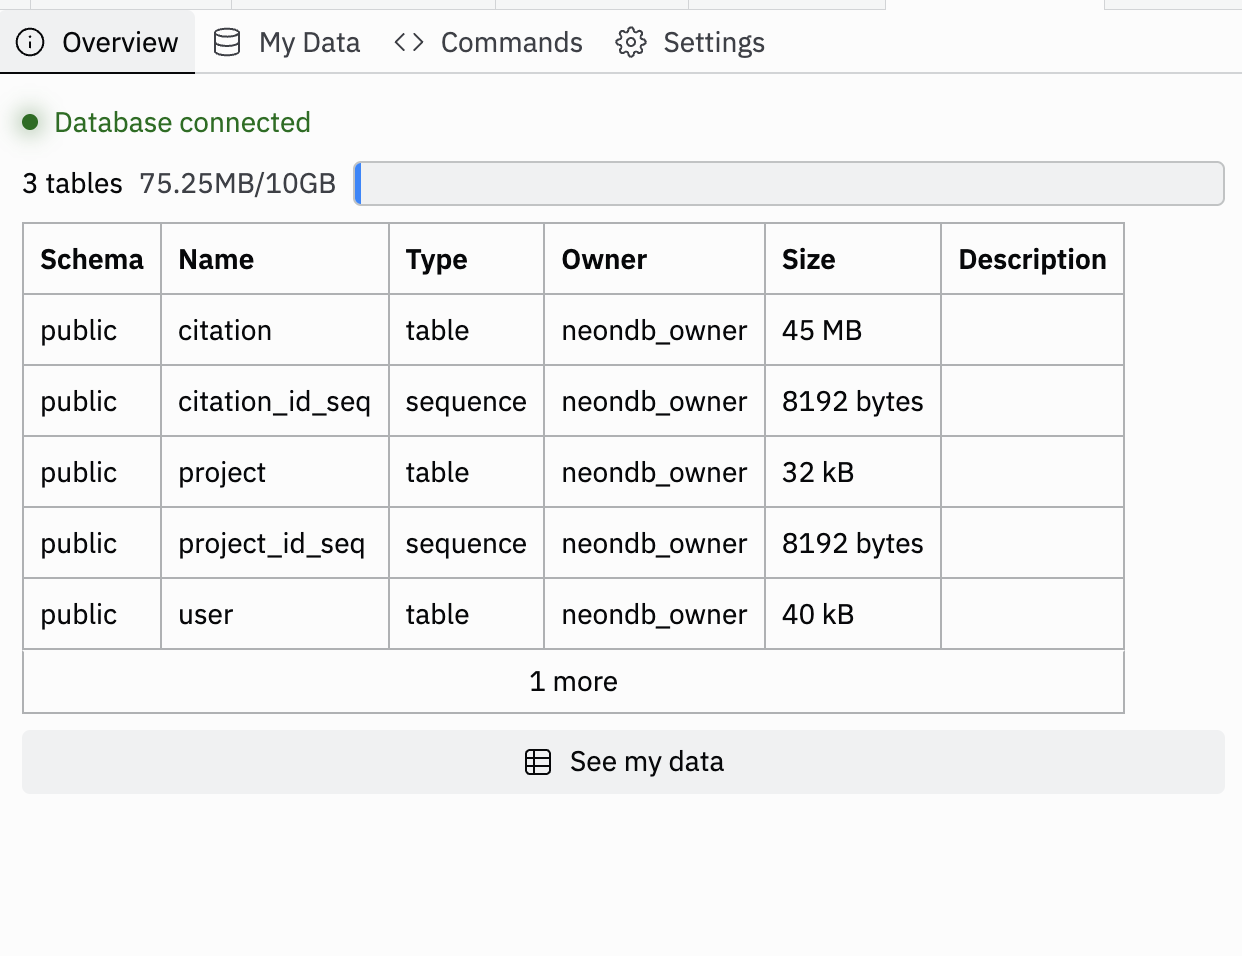 Overview My Data Commands Settings
Database connected
3 tables 75.25MB/10GB
Schema Name Type Owner Size Description
public citation table neondb_owner 45 MB
public citation_id_seq sequence neondb_owner 8192 bytes
public project table neondb_owner 32 kB
public project_id_seq sequence neondb_owner 8192 bytes
public user table neondb_owner 40 kB
1 more
See my data